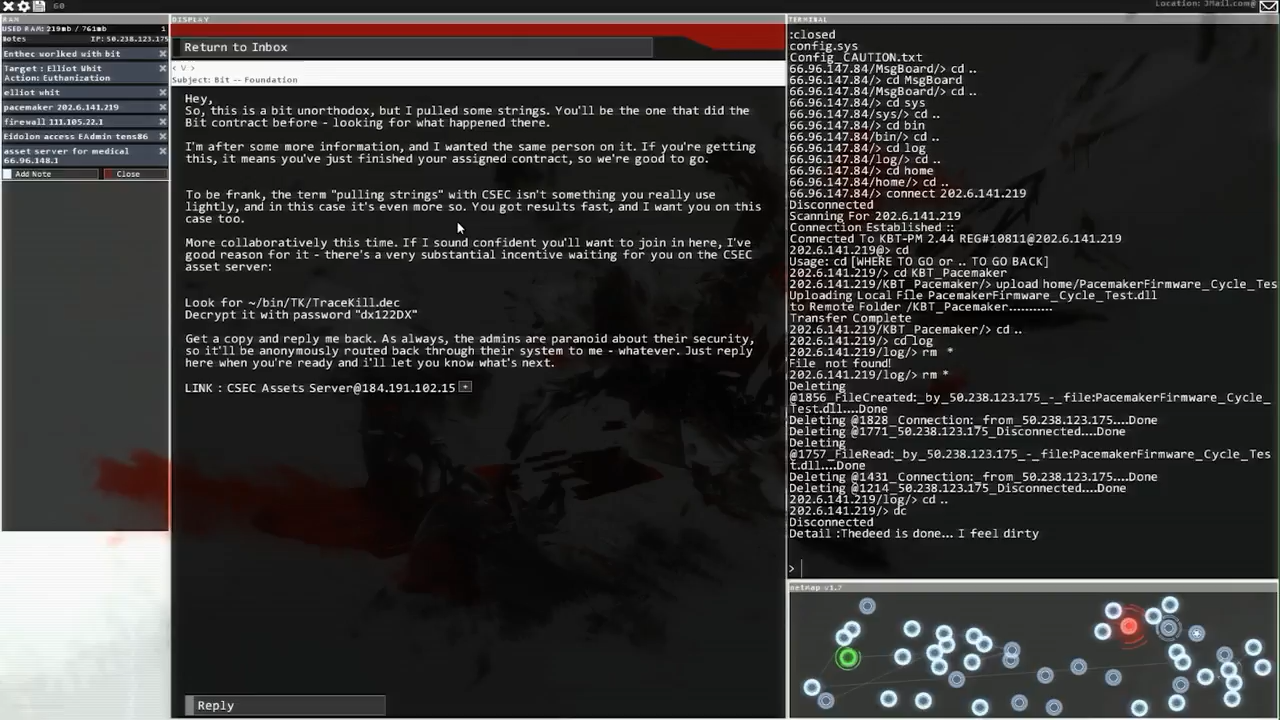 60
Location: JMail.com@
RAM
USED RAM: 219mb / 761mb 1
Notes IP: 50.238.123.175
Enthec worlked with bit ×
Target : Elliot Whit
Action: Euthanization ×
elliot whit ×
pacemaker 202.6.141.219 ×
firewall 111.105.22.1 ×
Eidolon access EAdmin tens86 ×
asset server for medical
66.96.148.1 ×
Add Note Close
DISPLAY
Return to Inbox
< V >
Subject: Bit -- Foundation
Hey,
So, this is a bit unorthodox, but I pulled some strings. You'll be the one that did the
Bit contract before - looking for what happened there.
I'm after some more information, and I wanted the same person on it. If you're getting
this, it means you've just finished your assigned contract, so we're good to go.
To be frank, the term "pulling strings" with CSEC isn't something you really use
lightly, and in this case it's even more so. You got results fast, and I want you on this
case too.
More collaboratively this time. If I sound confident you'll want to join in here, I've
good reason for it - there's a very substantial incentive waiting for you on the CSEC
asset server:
Look for ~/bin/TK/TraceKill.dec
Decrypt it with password "dx122DX"
Get a copy and reply me back. As always, the admins are paranoid about their security,
so it'll be anonymously routed back through their system to me - whatever. Just reply
here when you're ready and i'll let you know what's next.
LINK : CSEC Assets Server@184.191.102.15 +
Reply
TERMINAL
:closed
config.sys
Config_CAUTION.txt
66.96.147.84/MsgBoard/> cd ..
66.96.147.84/> cd MsgBoard
66.96.147.84/MsgBoard/> cd ..
66.96.147.84/> cd sys
66.96.147.84/sys/> cd ..
66.96.147.84/> cd bin
66.96.147.84/bin/> cd ..
66.96.147.84/> cd log
66.96.147.84/log/> cd ..
66.96.147.84/> cd home
66.96.147.84/home/> cd ..
66.96.147.84/> connect 202.6.141.219
Disconnected
Scanning For 202.6.141.219
Connection Established ::
Connected To KBT-PM 2.44 REG#10811@202.6.141.219
202.6.141.219@> cd
Usage: cd [WHERE TO GO or .. TO GO BACK]
202.6.141.219/> cd KBT_Pacemaker
202.6.141.219/KBT_Pacemaker/> upload home/PacemakerFirmware_Cycle_Tes
Uploading Local File PacemakerFirmware_Cycle_Test.dll
to Remote Folder /KBT_Pacemaker...........
Transfer Complete
202.6.141.219/KBT_Pacemaker/> cd ..
202.6.141.219/> cd log
202.6.141.219/log/> rm  *
File  not found!
202.6.141.219/log/> rm *
Deleting
@1856_FileCreated:_by_50.238.123.175_-_file:PacemakerFirmware_Cycle_
Test.dll....Done
Deleting @1828_Connection:_from_50.238.123.175....Done
Deleting @1771_50.238.123.175_Disconnected....Done
Deleting
@1757_FileRead:_by_50.238.123.175_-_file:PacemakerFirmware_Cycle_Tes
t.dll....Done
Deleting @1431_Connection:_from_50.238.123.175....Done
Deleting @1214_50.238.123.175_Disconnected....Done
202.6.141.219/log/> cd ..
202.6.141.219/> dc
Disconnected
Detail :Thedeed is done... I feel dirty
>
netMap v1.7